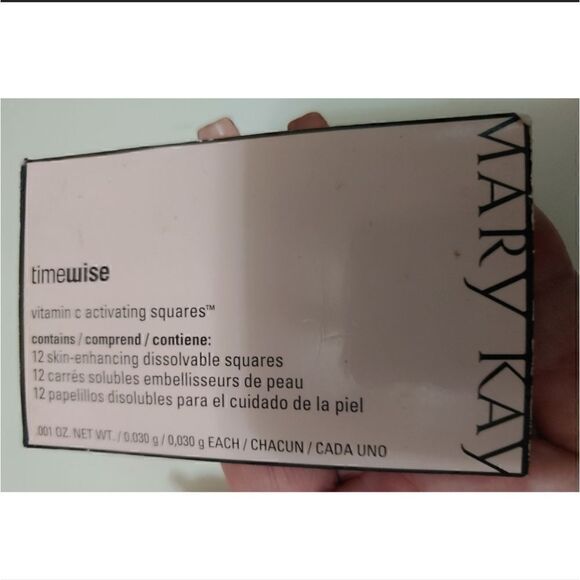 timewise
vitamin c activating squares™
contains / comprend / contiene:
12 skin-enhancing dissolvable squares
12 carrés solubles embellisseurs de peau
12 papelillos disolubles para el cuidado de la piel
.001 OZ. NET WT. / 0.030 g / 0,030 g EACH / CHACUN / CADA UNO
MARY KAY